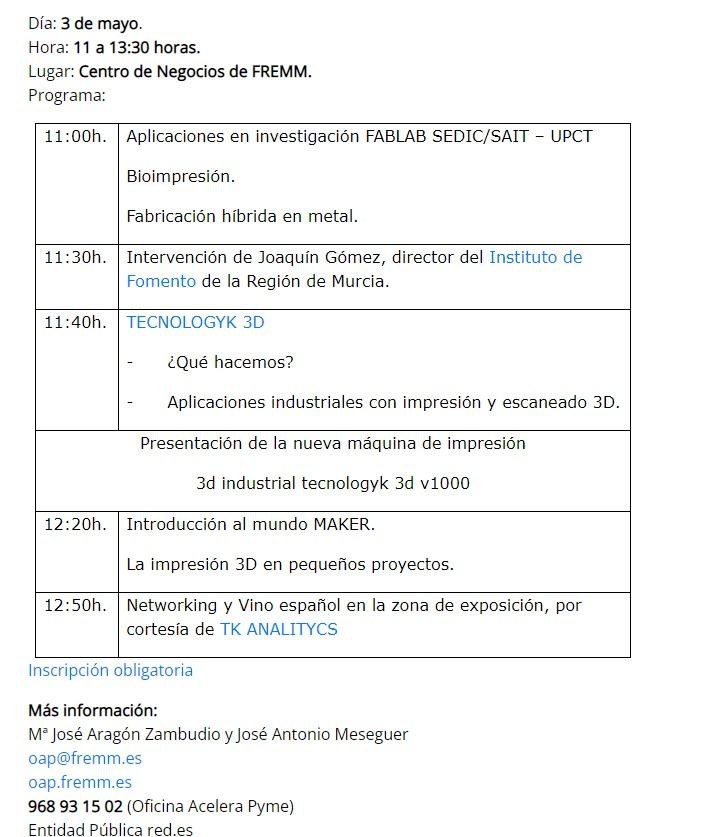 Día: 3 de mayo.
Hora: 11 a 13:30 horas.
Lugar: Centro de Negocios de FREMM.
Programa:
11:00h. Aplicaciones en investigación FABLAB SEDIC/SAIT – UPCT
Bioimpresión.
Fabricación híbrida en metal.
11:30h. Intervención de Joaquín Gómez, director del Instituto de
Fomento de la Región de Murcia.
11:40h. TECNOLOGYK 3D
- ¿Qué hacemos?
- Aplicaciones industriales con impresión y escaneado 3D.
Presentación de la nueva máquina de impresión
3d industrial tecnologyk 3d v1000
12:20h. Introducción al mundo MAKER.
La impresión 3D en pequeños proyectos.
12:50h. Networking y Vino español en la zona de exposición, por
cortesía de TK ANALITYCS
Inscripción obligatoria
Más información:
Mª José Aragón Zambudio y José Antonio Meseguer
oap@fremm.es
oap.fremm.es
968 93 15 02 (Oficina Acelera Pyme)
Entidad Pública red.es